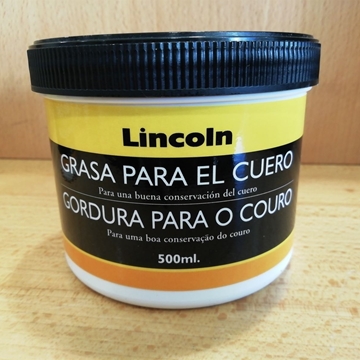 Lincoln
GRASA PARA EL CUERO
Para una buena conservación del cuero
GORDURA PARA O COURO
Para uma boa conservação do couro
500ml.